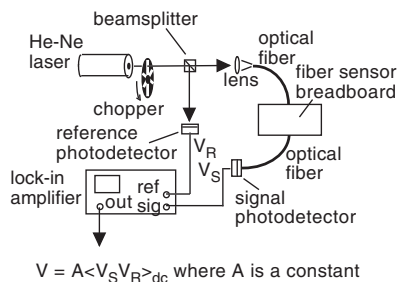 beamsplitter
He-Ne
laser
optical
fiber
lens
fiber sensor
breadboard
chopper
reference
photodetector
V_R
optical
fiber
V_S
lock-in
amplifier
ref
out
sig
signal
photodetector
V = A<V_S V_R>_dc where A is a constant